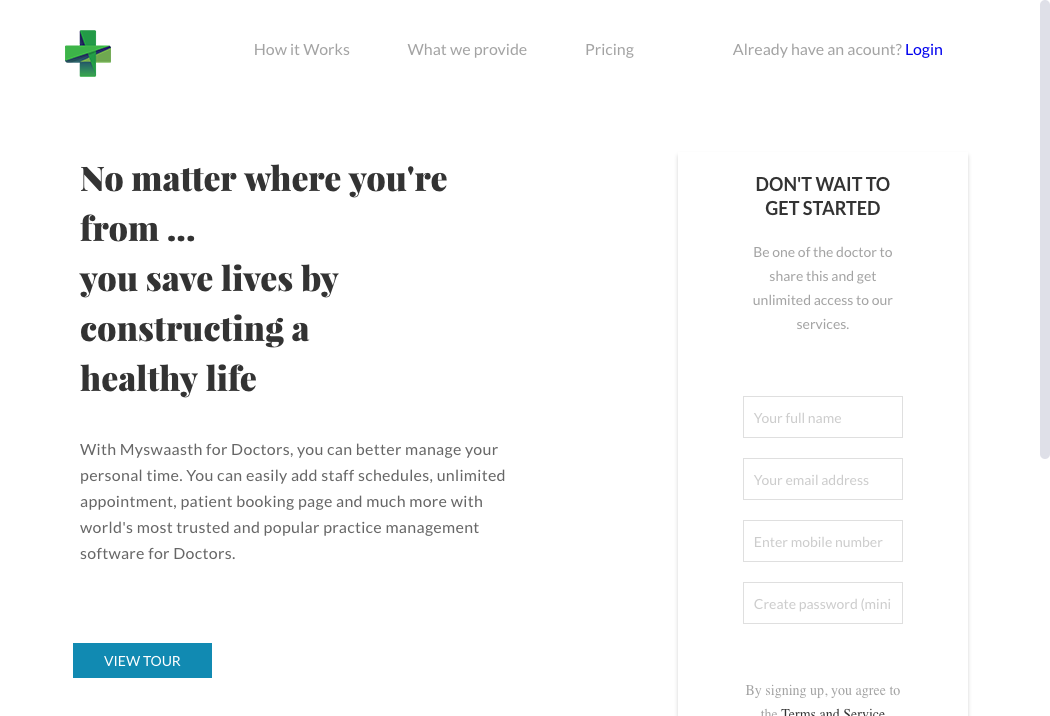 How it Works
What we provide
Pricing
Already have an acount? Login
No matter where you're
from ...
you save lives by
constructing a
healthy life
With Myswaasth for Doctors, you can better manage your
personal time. You can easily add staff schedules, unlimited
appointment, patient booking page and much more with
world's most trusted and popular practice management
software for Doctors.
VIEW TOUR
DON'T WAIT TO
GET STARTED
Be one of the doctor to
share this and get
unlimited access to our
services.
Your full name
Your email address
Enter mobile number
Create password (mini
By signing up, you agree to
the Terms and Service